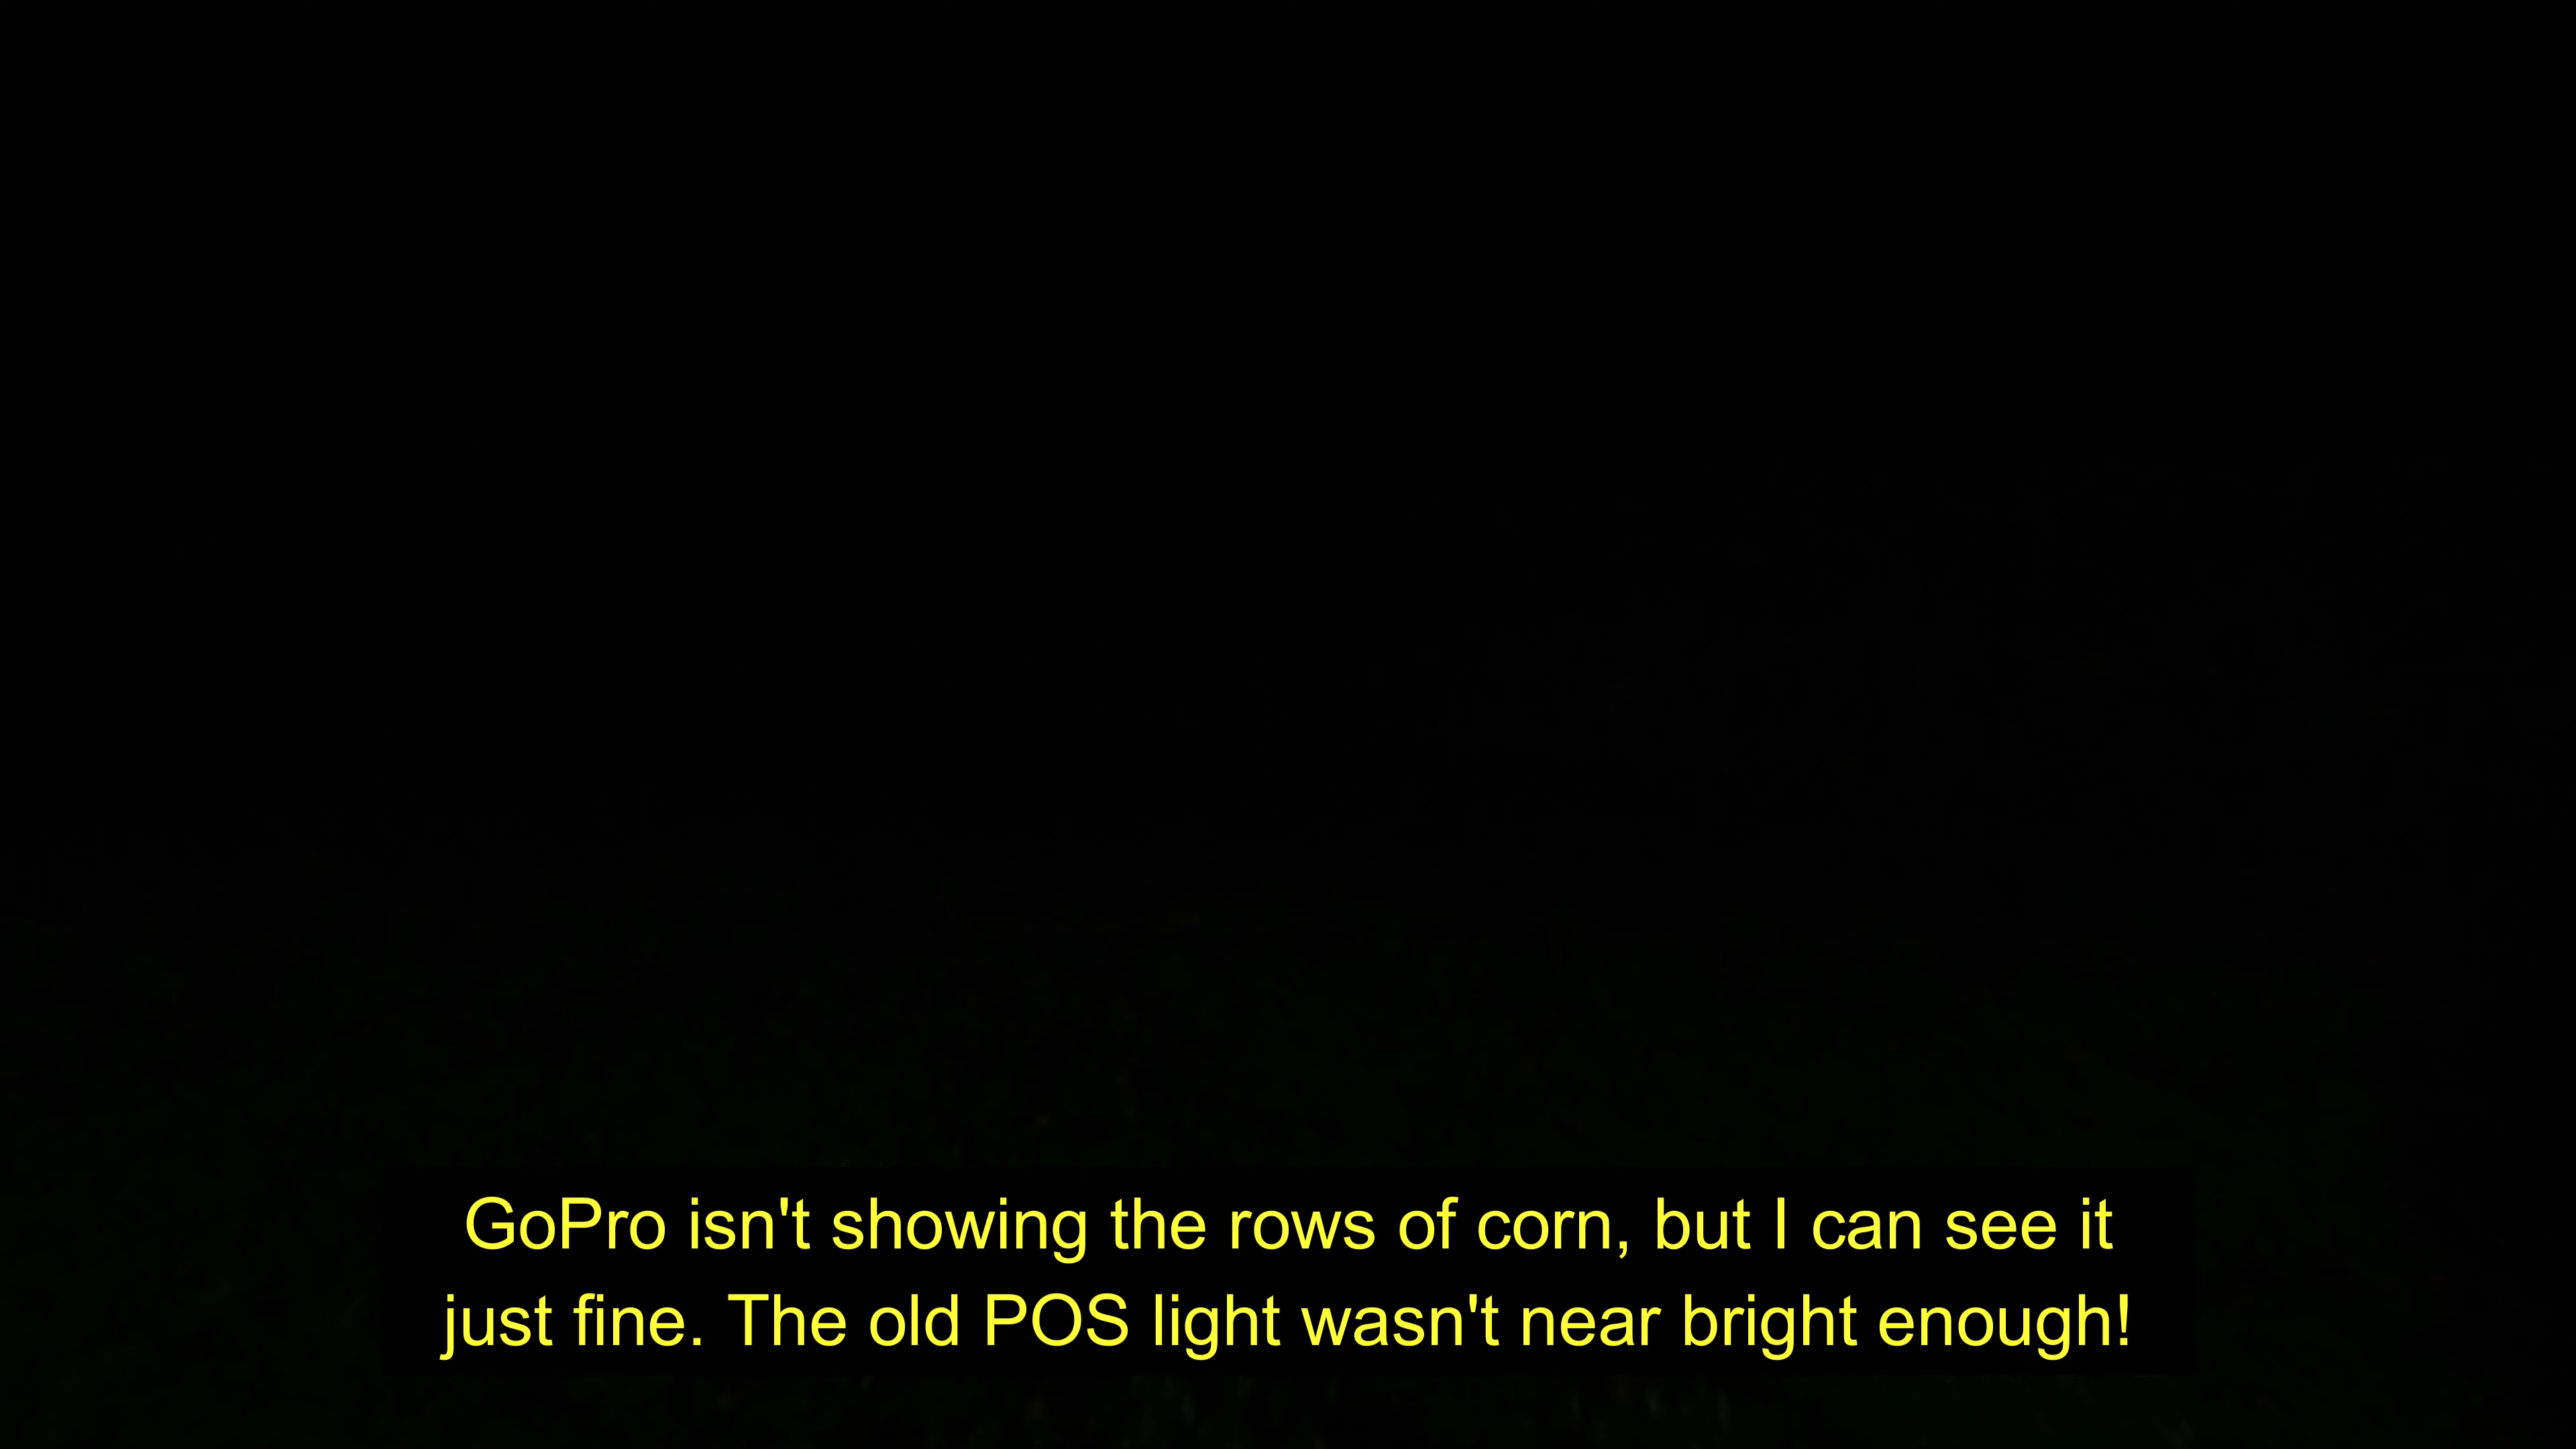 GoPro isn't showing the rows of corn, but I can see it
just fine. The old POS light wasn't near bright enough!